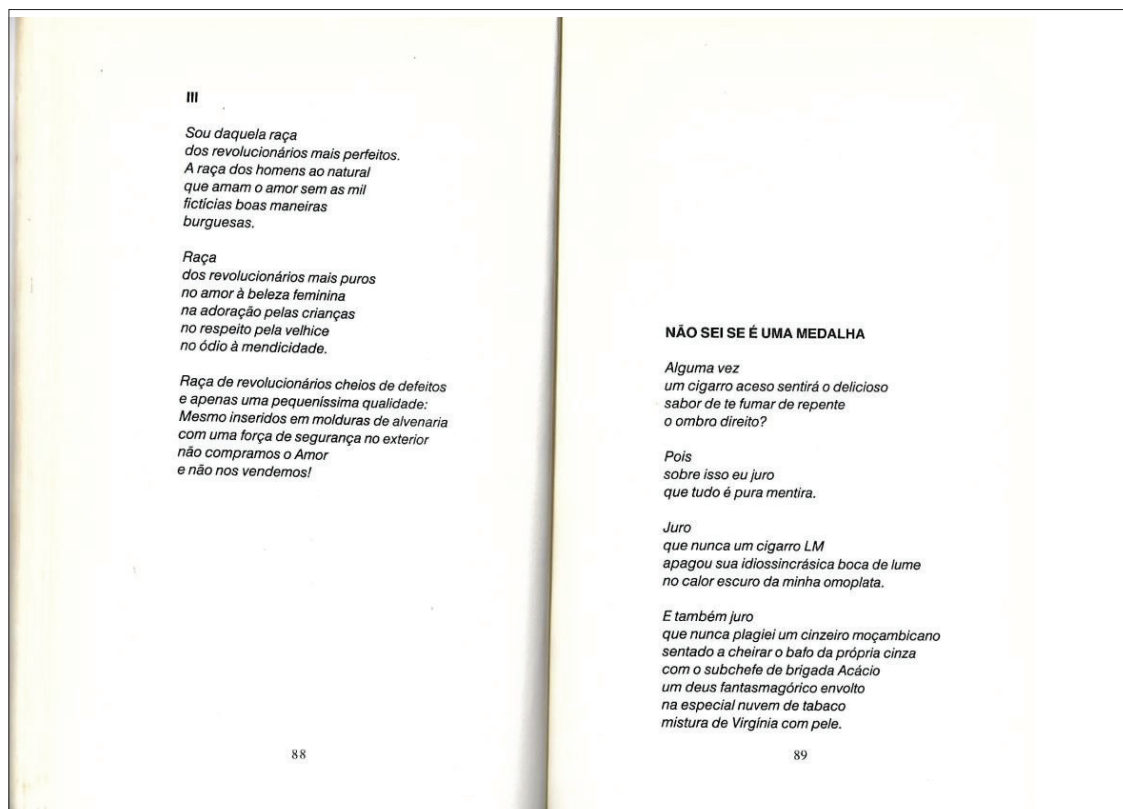 III
Sou daquela raça
dos revolucionários mais perfeitos.
A raça dos homens ao natural
que amam o amor sem as mil
fictícias boas maneiras
burguesas.
Raça
dos revolucionários mais puros
no amor à beleza feminina
na adoração pelas crianças
no respeito pela velhice
no ódio à mendicidade.
Raça de revolucionários cheios de defeitos
e apenas uma pequeníssima qualidade:
Mesmo inseridos em molduras de alvenaria
com uma força de segurança no exterior
não compramos o Amor
e não nos vendemos!
88
NÃO SEI SE É UMA MEDALHA
Alguma vez
um cigarro aceso sentirá o delicioso
sabor de te fumar de repente
o ombro direito?
Pois
sobre isso eu juro
que tudo é pura mentira.
Juro
que nunca um cigarro LM
apagou sua idiossincrásica boca de lume
no calor escuro da minha omoplata.
E também juro
que nunca plagiei um cinzeiro moçambicano
sentado a cheirar o bafo da própria cinza
com o subchefe de brigada Acácio
um deus fantasmagórico envolto
na especial nuvem de tabaco
mistura de Virgínia com pele.
89